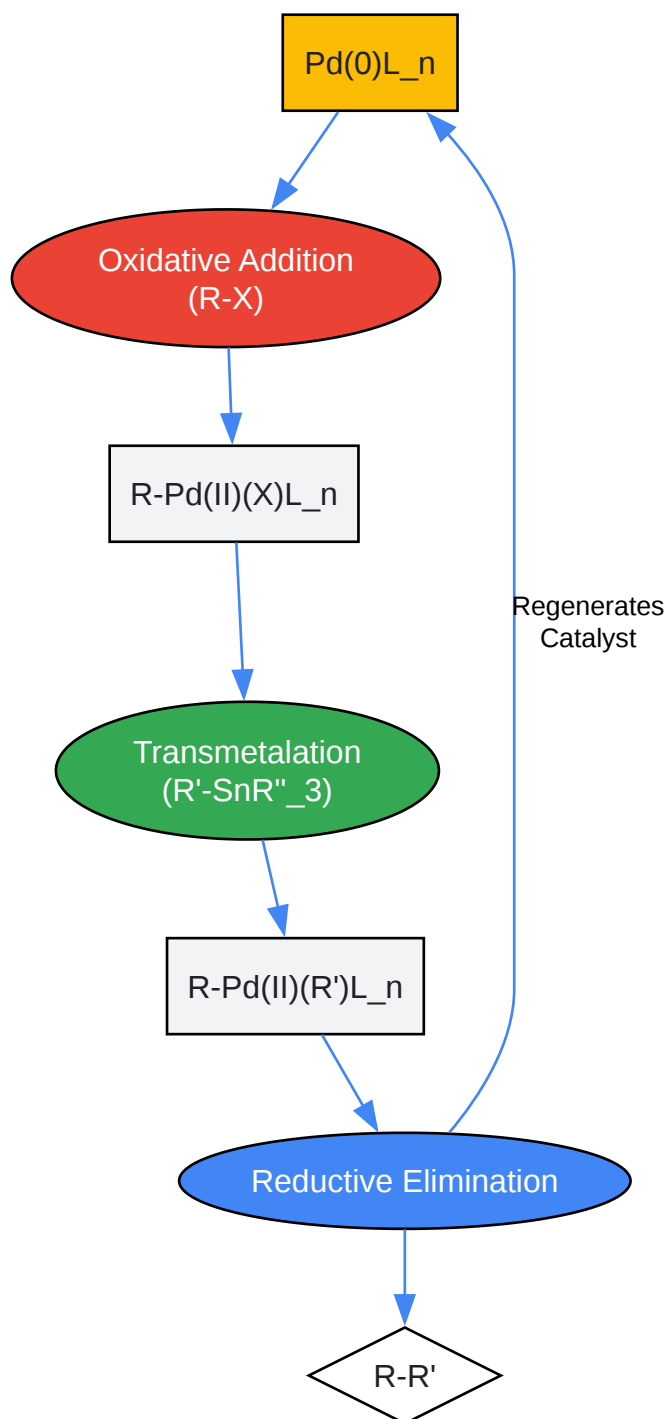 Pd(0)L_n
Oxidative Addition
(R-X)
R-Pd(II)(X)L_n
Regenerates
Catalyst
Transmetalation
(R'-SnR''_3)
R-Pd(II)(R')L_n
Reductive Elimination
R-R'